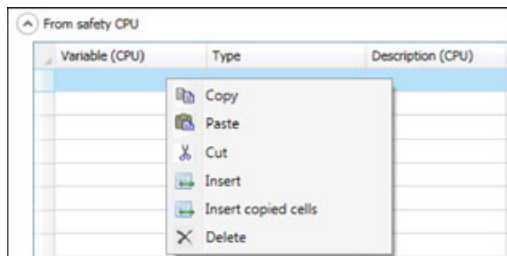 From safety CPU
Variable (CPU) Type Description (CPU)
Copy
Paste
Cut
Insert
Insert copied cells
Delete